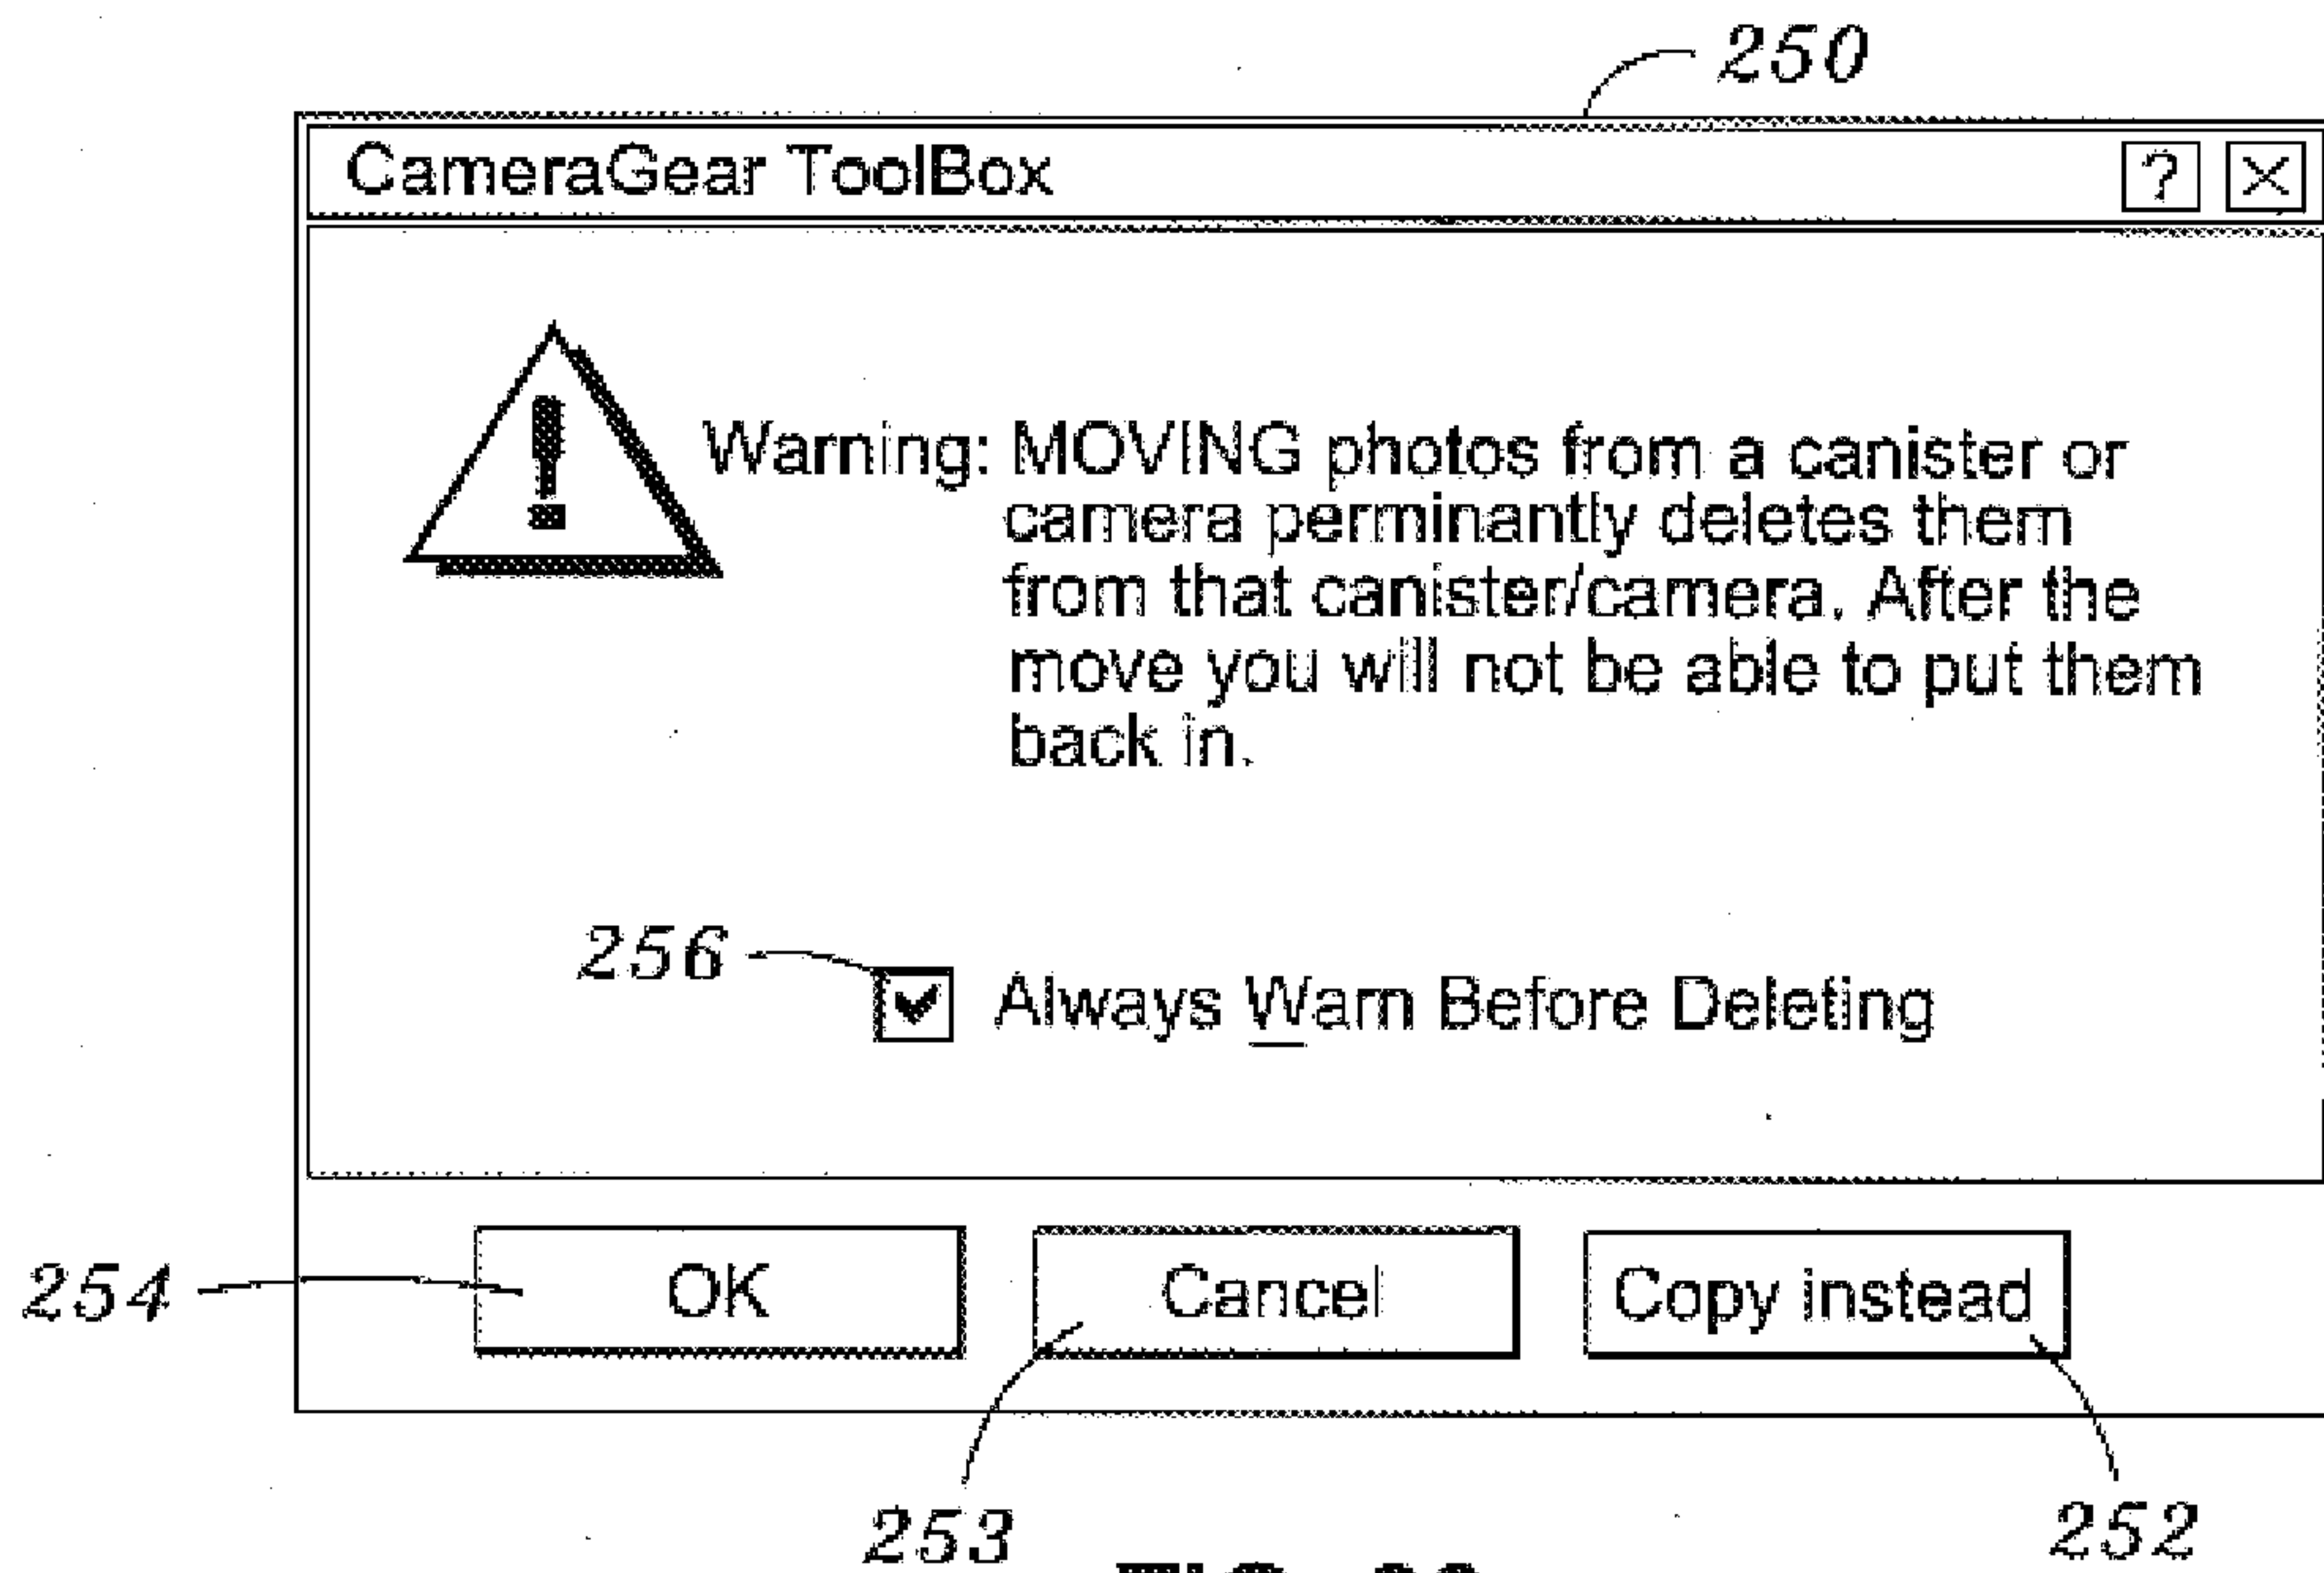 250
CameraGear ToolBox ? X
! Warning: MOVING photos from a canister or
camera perminantly deletes them
from that canister/camera. After the
move you will not be able to put them
back in.
256 Always Warn Before Deleting
254 OK Cancel Copy instead
253 252